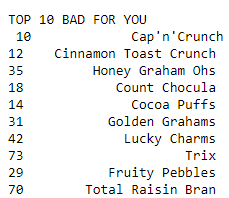 TOP 10 BAD FOR YOU
10 Cap'n'Crunch
12 Cinnamon Toast Crunch
35 Honey Graham Ohs
18 Count Chocula
14 Cocoa Puffs
31 Golden Grahams
42 Lucky Charms
73 Trix
29 Fruity Pebbles
70 Total Raisin Bran